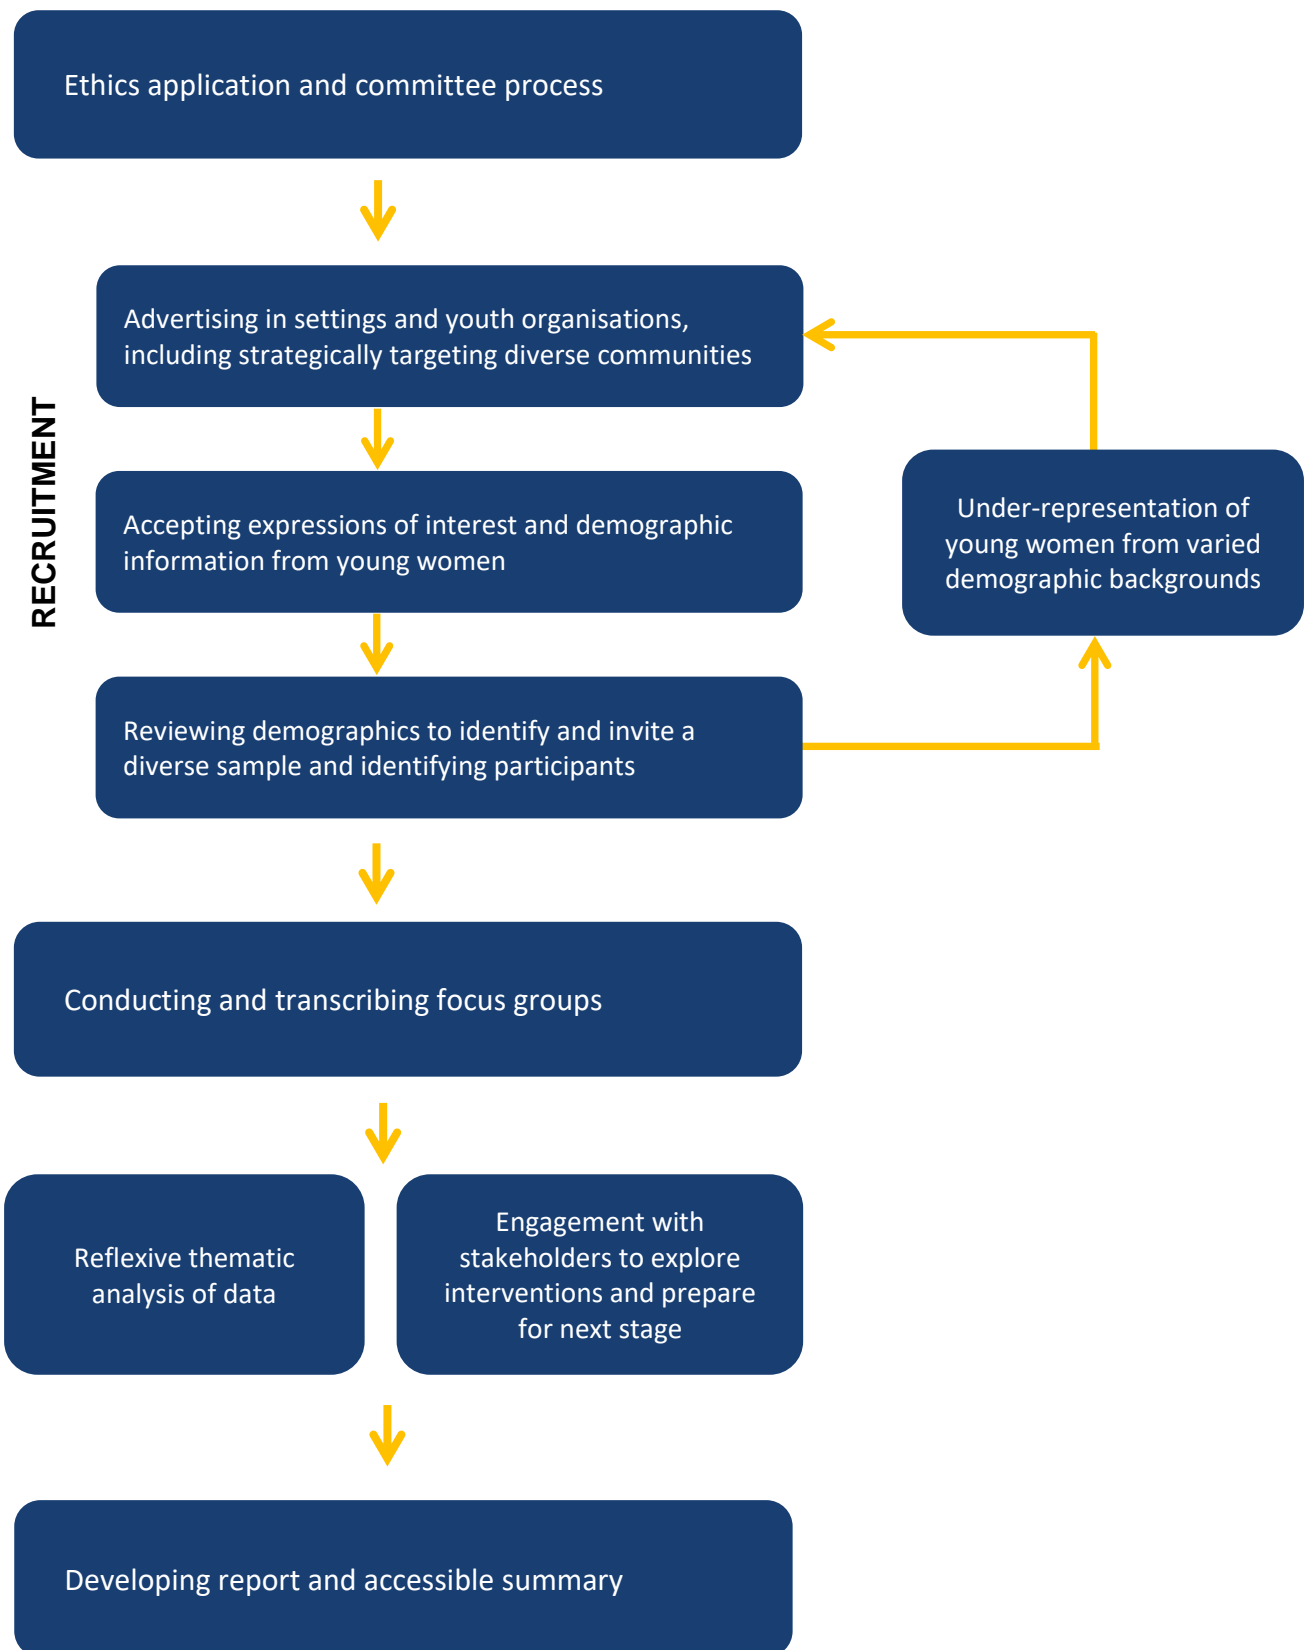 Ethics application and committee process
Advertising in settings and youth organisations,
including strategically targeting diverse communities
RECRUITMENT
Accepting expressions of interest and demographic
information from young women
Under-representation of
young women from varied
demographic backgrounds
Reviewing demographics to identify and invite a
diverse sample and identifying participants
Conducting and transcribing focus groups
Reflexive thematic
analysis of data
Engagement with
stakeholders to explore
interventions and prepare
for next stage
Developing report and accessible summary